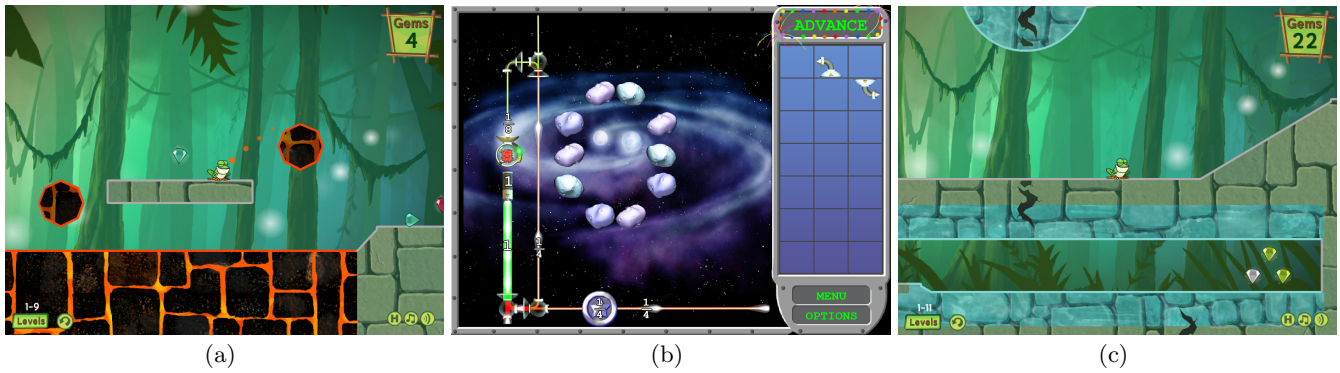 Gems
4
1-9
Levels
H
ADVANCE
1
8
1
1
1
4
1
4
1
4
MENU
OPTIONS
Gems
22
1-11
Levels
H
(a)
(b)
(c)